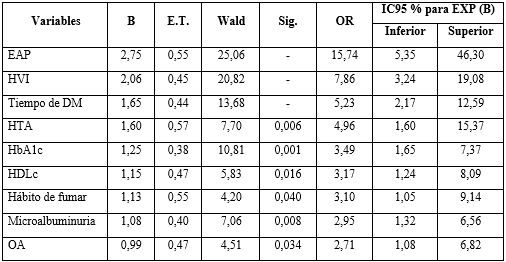 Variables B E.T. Wald Sig. OR IC95 % para EXP (B)
Inferior Superior
EAP 2,75 0,55 25,06 - 15,74 5,35 46,30
HVI 2,06 0,45 20,82 - 7,86 3,24 19,08
Tiempo de DM 1,65 0,44 13,68 - 5,23 2,17 12,59
HTA 1,60 0,57 7,70 0,006 4,96 1,60 15,37
HbA1c 1,25 0,38 10,81 0,001 3,49 1,65 7,37
HDLc 1,15 0,47 5,83 0,016 3,17 1,24 8,09
Hábito de fumar 1,13 0,55 4,20 0,040 3,10 1,05 9,14
Microalbuminuria 1,08 0,40 7,06 0,008 2,95 1,32 6,56
OA 0,99 0,47 4,51 0,034 2,71 1,08 6,82